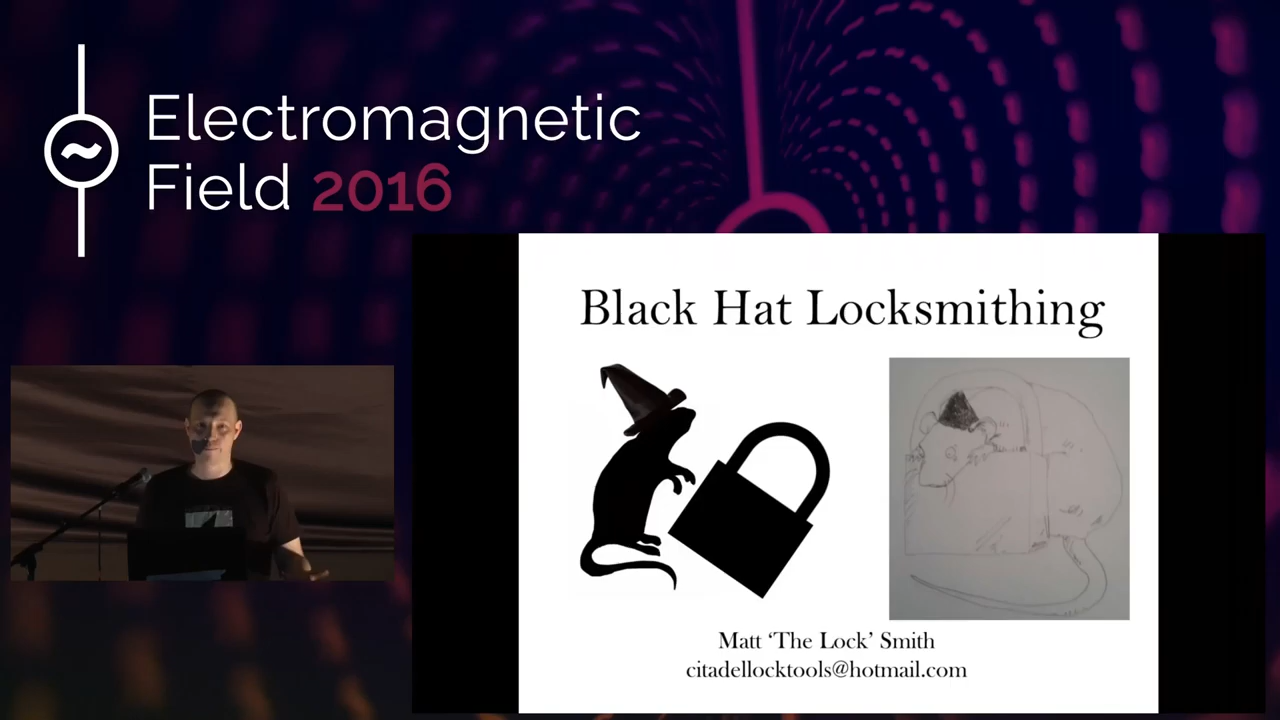 Electromagnetic
Field 2016
Black Hat Locksmithing
Matt ‘The Lock’ Smith
citadellocktools@hotmail.com